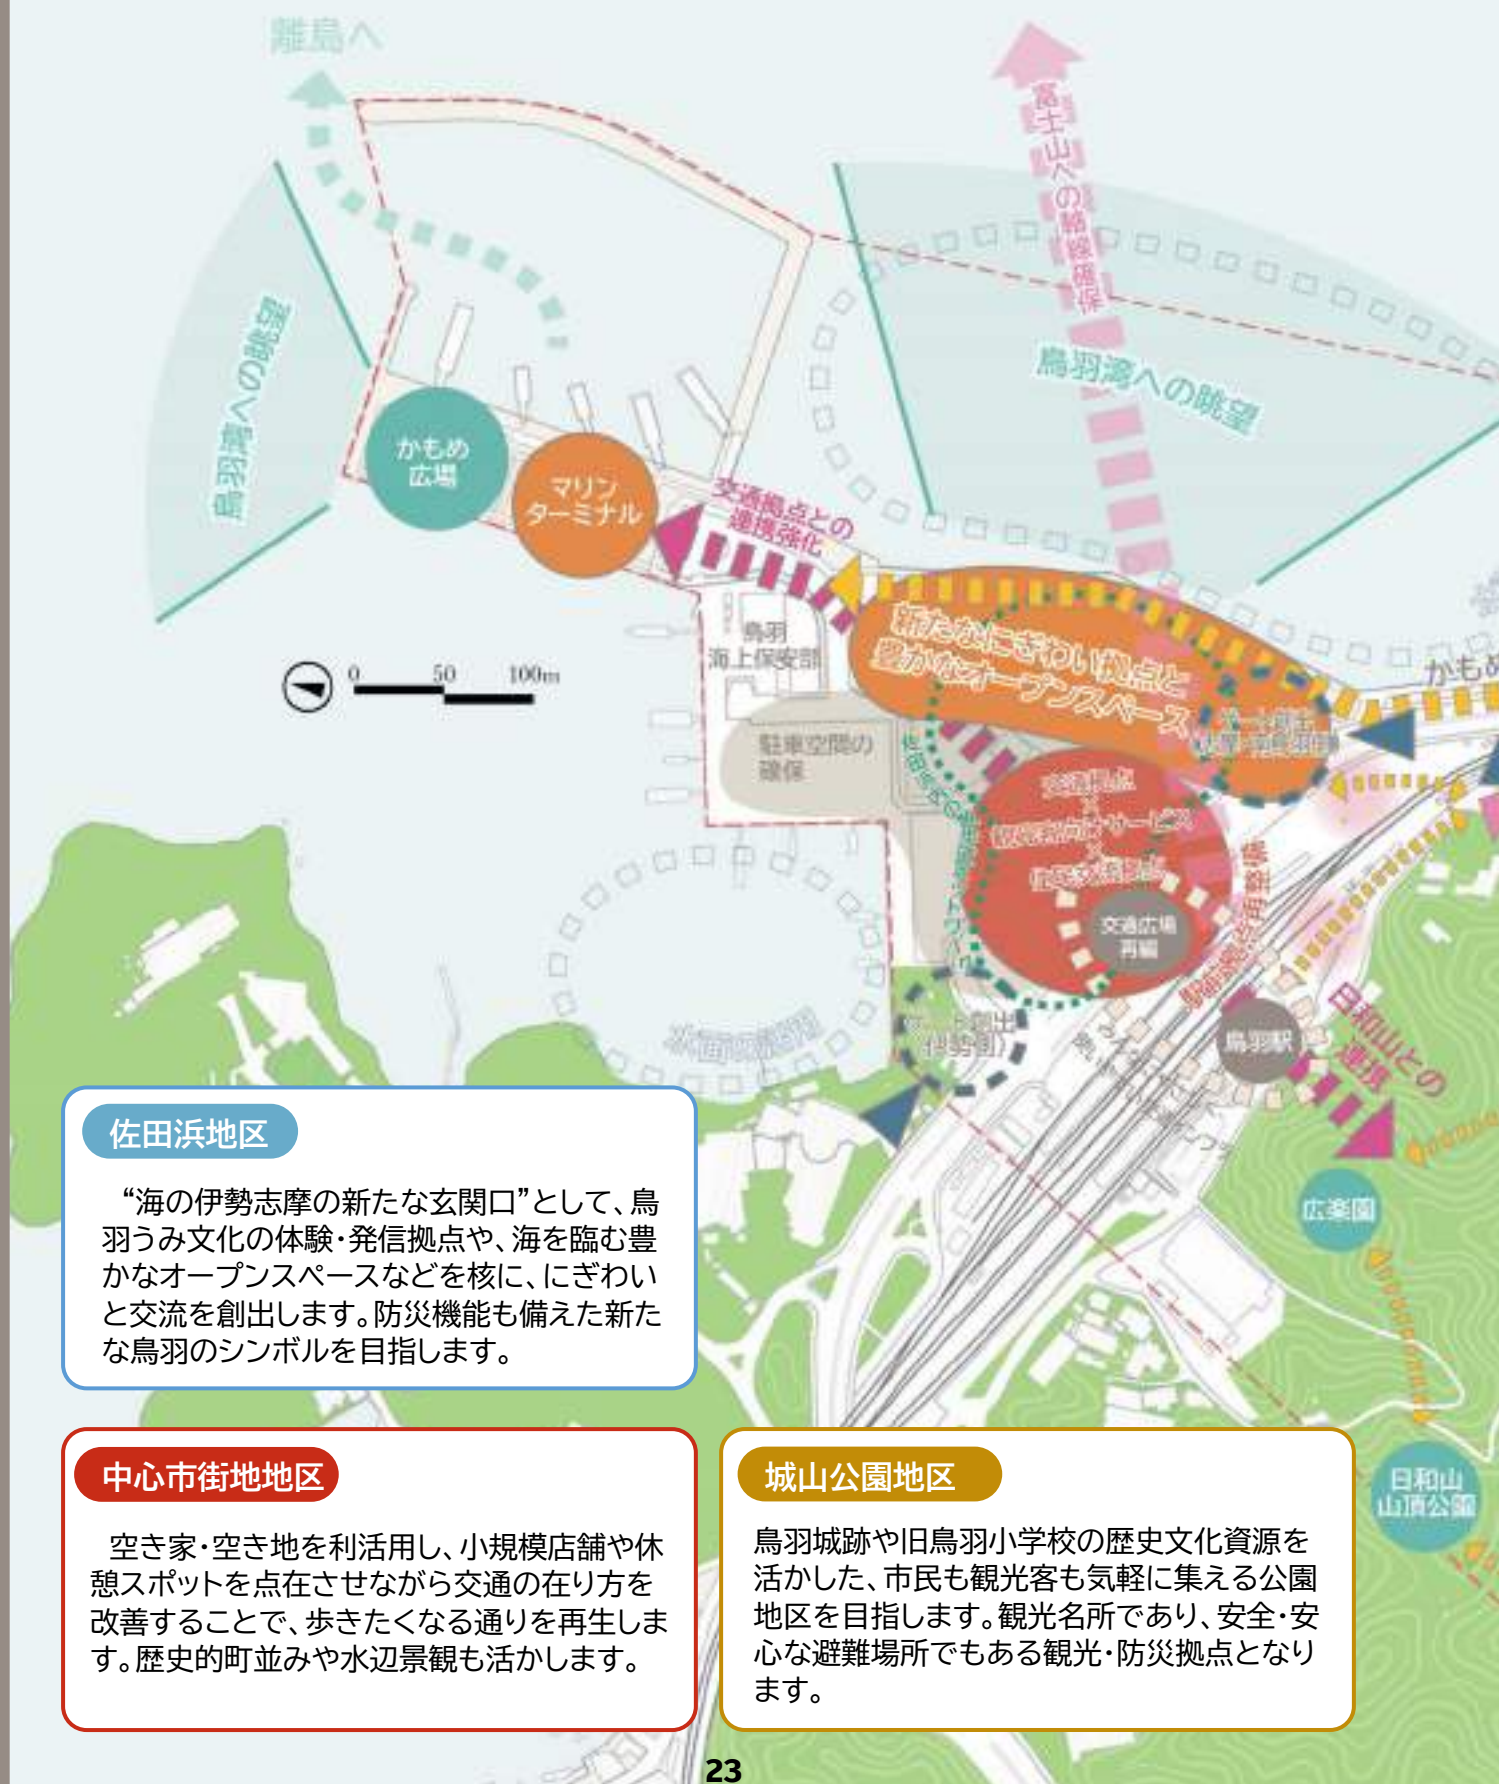 離島へ
富士山への軸線確保
鳥羽湾への眺望
鳥羽湾への眺望
かもめ
広場
マリン
ターミナル
交通拠点との
連携強化
鳥羽
海上保安部
新たなにぎわい拠点と
豊かなオープンスペース
かもめ
0 50 100m
駐車空間の
確保
交通拠点
×
交通広場
再編
鳥羽駅
日和山との
連携
広楽園
日和山
山頂公園
佐田浜地区
“海の伊勢志摩の新たな玄関口”として、鳥
羽うみ文化の体験・発信拠点や、海を臨む豊
かなオープンスペースなどを核に、にぎわい
と交流を創出します。防災機能も備えた新た
な鳥羽のシンボルを目指します。
中心市街地地区
空き家・空き地を利活用し、小規模店舗や休
憩スポットを点在させながら交通の在り方を
改善することで、歩きたくなる通りを再生しま
す。歴史的町並みや水辺景観も活かします。
城山公園地区
鳥羽城跡や旧鳥羽小学校の歴史文化資源を
活かした、市民も観光客も気軽に集える公園
地区を目指します。観光名所であり、安全・安
心な避難場所でもある観光・防災拠点となり
ます。
23